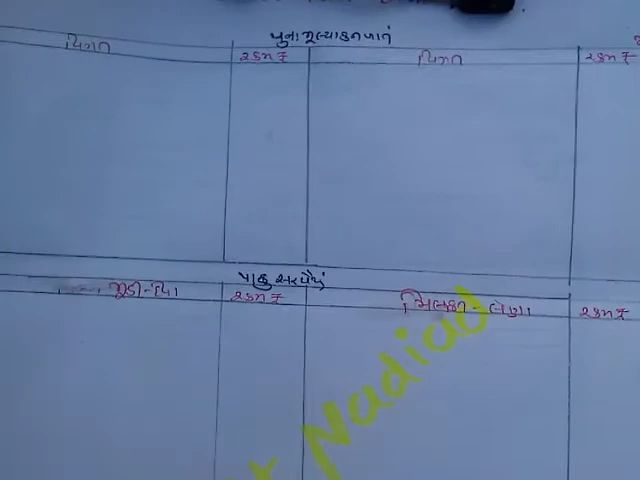 પુનઃમૂલ્યાંકન ખાતું
વિગત રકમ ₹ વિગત રકમ ₹
પાકું સરવૈયું
મૂડી-દેવાં રકમ ₹ મિલકત-લેણાં રકમ ₹
Nadiad